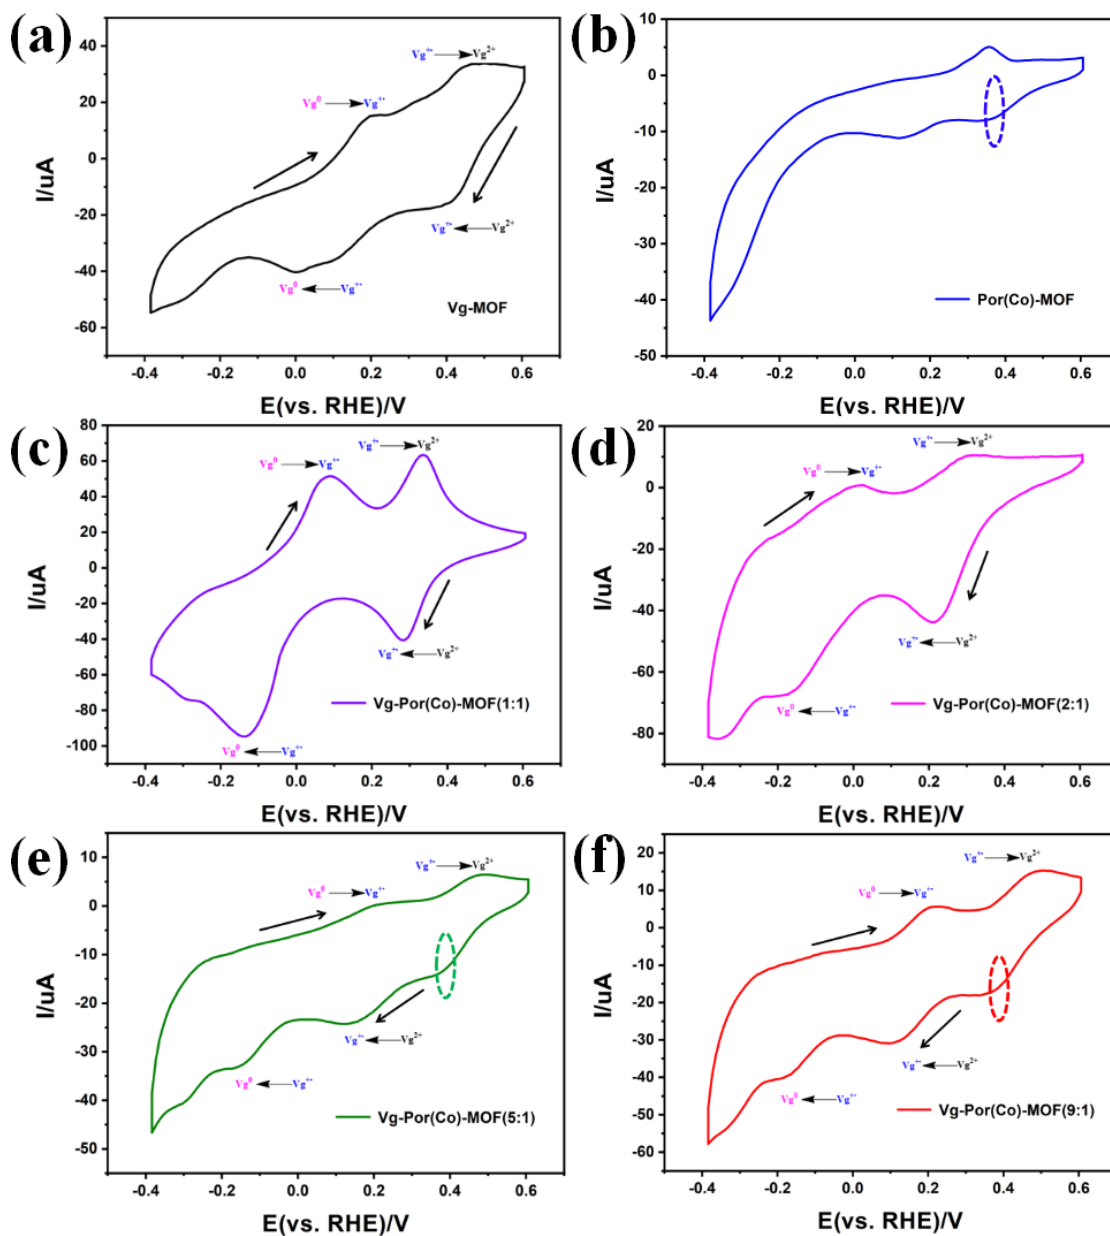 (a)
Vg⁺•→Vg²⁺
Vg⁰→Vg⁺•
Vg⁺•←Vg²⁺
Vg⁰←Vg⁺•
Vg-MOF
40
20
0
-20
-40
-60
I/uA
-0.4 -0.2 0.0 0.2 0.4 0.6
E(vs. RHE)/V
(b)
Por(Co)-MOF
10
5
0
-10
-20
-30
-40
-50
I/uA
-0.4 -0.2 0.0 0.2 0.4 0.6
E(vs. RHE)/V
(c)
Vg⁺•→Vg²⁺
Vg⁰→Vg⁺•
Vg⁺•←Vg²⁺
Vg-Por(Co)-MOF(1:1)
Vg⁰←Vg⁺•
80
60
40
20
0
-20
-40
-60
-80
-100
I/uA
-0.4 -0.2 0.0 0.2 0.4 0.6
E(vs. RHE)/V
(d)
Vg⁺•→Vg²⁺
Vg⁰→Vg⁺•
Vg⁺•←Vg²⁺
Vg-Por(Co)-MOF(2:1)
Vg⁰←Vg⁺•
20
0
-20
-40
-60
-80
I/uA
-0.4 -0.2 0.0 0.2 0.4 0.6
E(vs. RHE)/V
(e)
Vg⁺•→Vg²⁺
Vg⁰→Vg⁺•
Vg⁺•←Vg²⁺
Vg⁰←Vg⁺•
Vg-Por(Co)-MOF(5:1)
10
0
-10
-20
-30
-40
-50
I/uA
-0.4 -0.2 0.0 0.2 0.4 0.6
E(vs. RHE)/V
(f)
Vg⁺•→Vg²⁺
Vg⁰→Vg⁺•
Vg⁺•←Vg²⁺
Vg⁰←Vg⁺•
Vg-Por(Co)-MOF(9:1)
20
10
0
-10
-20
-30
-40
-50
-60
I/uA
-0.4 -0.2 0.0 0.2 0.4 0.6
E(vs. RHE)/V